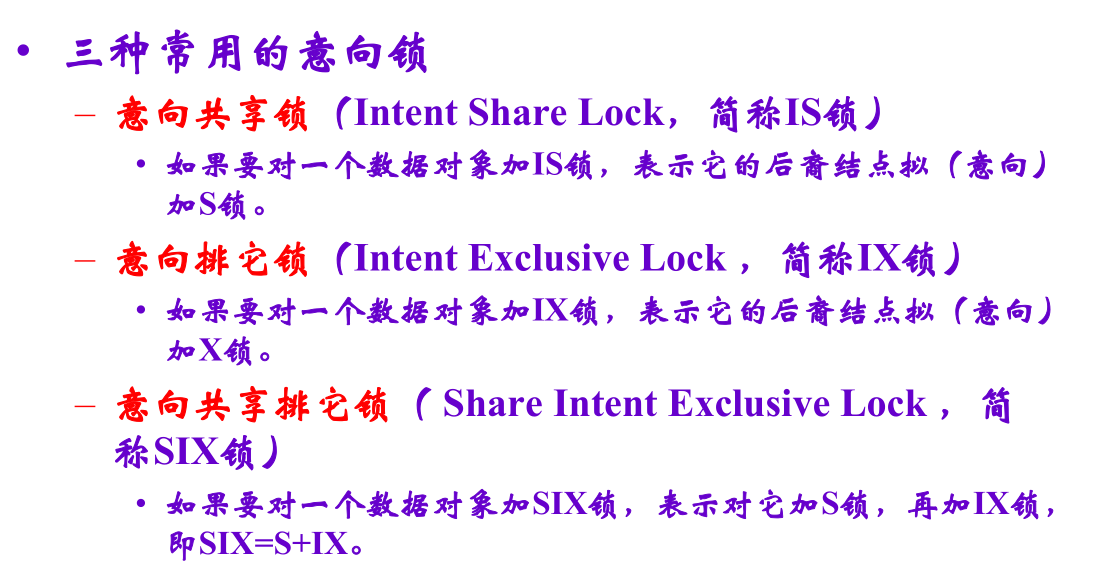 • 三种常用的意向锁
– 意向共享锁（Intent Share Lock，简称IS锁）
• 如果要对一个数据对象加IS锁，表示它的后裔结点拟（意向）
加S锁。
– 意向排它锁（Intent Exclusive Lock ，简称IX锁）
• 如果要对一个数据对象加IX锁，表示它的后裔结点拟（意向）
加X锁。
– 意向共享排它锁（ Share Intent Exclusive Lock ，简
称SIX锁）
• 如果要对一个数据对象加SIX锁，表示对它加S锁，再加IX锁，
即SIX=S+IX。